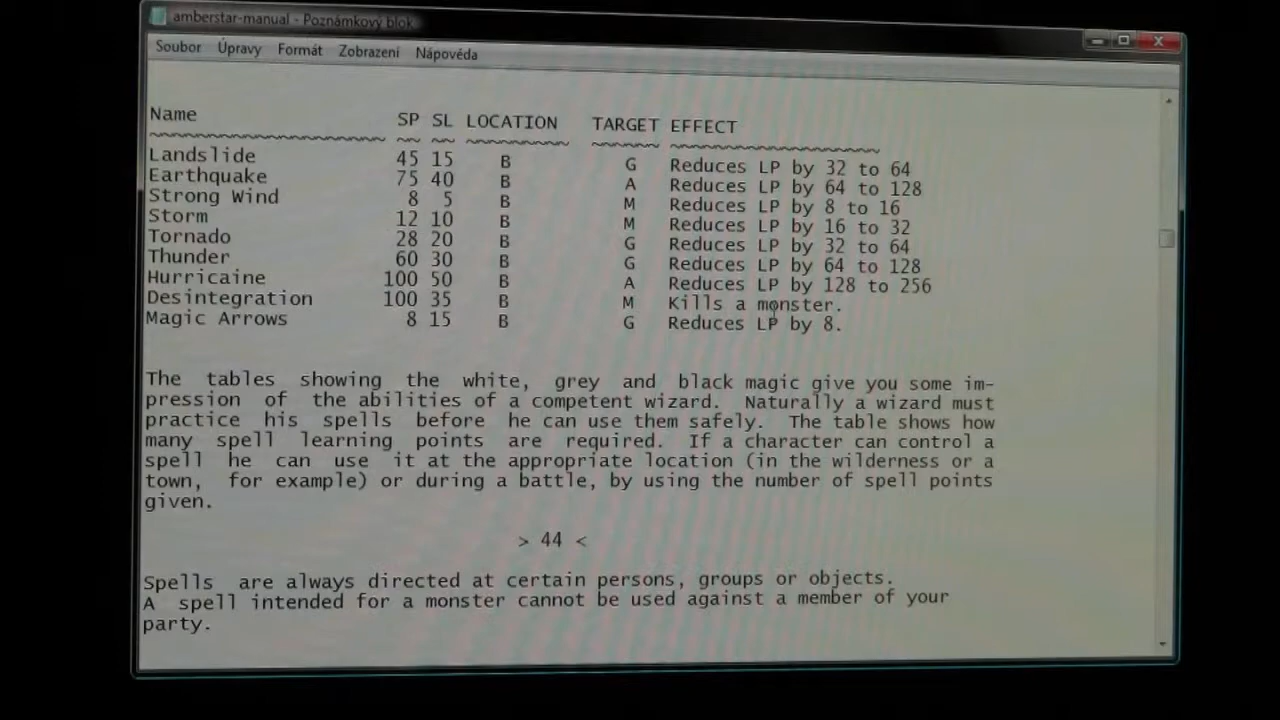 amberstar-manual - Poznámkový blok
Soubor Úpravy Formát Zobrazení Nápověda
Name SP SL LOCATION TARGET EFFECT
~~~~~~~~~~~~~~~~~~~~~ ~~ ~~ ~~~~~~~~~ ~~~~~~ ~~~~~~~~~~~~~~~~~~~
Landslide 45 15 B G Reduces LP by 32 to 64
Earthquake 75 40 B A Reduces LP by 64 to 128
Strong Wind 8 5 B M Reduces LP by 8 to 16
Storm 12 10 B M Reduces LP by 16 to 32
Tornado 28 20 B G Reduces LP by 32 to 64
Thunder 60 30 B G Reduces LP by 64 to 128
Hurricaine 100 50 B A Reduces LP by 128 to 256
Desintegration 100 35 B M Kills a monster.
Magic Arrows 8 15 B G Reduces LP by 8.
The tables showing the white, grey and black magic give you some im-
pression of the abilities of a competent wizard. Naturally a wizard must
practice his spells before he can use them safely. The table shows how
many spell learning points are required. If a character can control a
spell he can use it at the appropriate location (in the wilderness or a
town, for example) or during a battle, by using the number of spell points
given.
> 44 <
Spells are always directed at certain persons, groups or objects.
A spell intended for a monster cannot be used against a member of your
party.